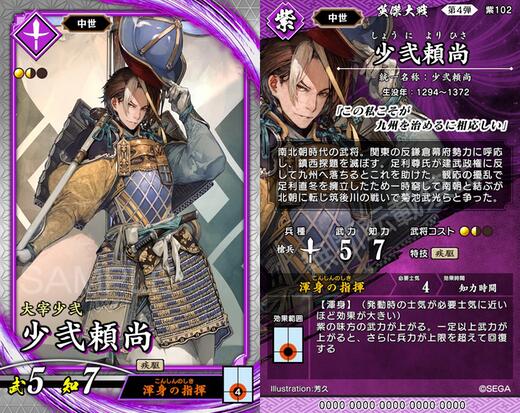 中世
SAMPLE
大宰少弐
少弐頼尚
疾駆
武5 知7
こんしんのしき
渾身の指揮
4
紫
中世
英傑大戦
第4弾
紫102
しょうに よりひさ
少弐頼尚
統一名称:少弐頼尚
生没年:1294~1372
「この私こそが
九州を治めるに相応しい」
南北朝時代の武将。関東の反鎌倉幕府勢力に呼応
し、鎮西探題を滅ぼす。足利尊氏が建武政権に反
して九州へ落ちるとこれを助けた。観応の擾乱で
足利直冬を擁立したため一時窮して南朝と結ぶが
北朝に転じ筑後川の戦いで菊池武光らと争った。
兵種 武力 知力 武将コスト
槍兵 5 7 特技 疾駆
こんしんのしき
渾身の指揮
必要士気
4
効果時間
知力時間
効果範囲
【渾身】(発動時の士気が必要士気に近い
ほど効果が大きい)
紫の味方の武力が上がる。一定以上武力が
上がると、さらに兵力が上限を超えて回復
する
Illustration:芳久
©SEGA
0000 0000 0000 0000 0000